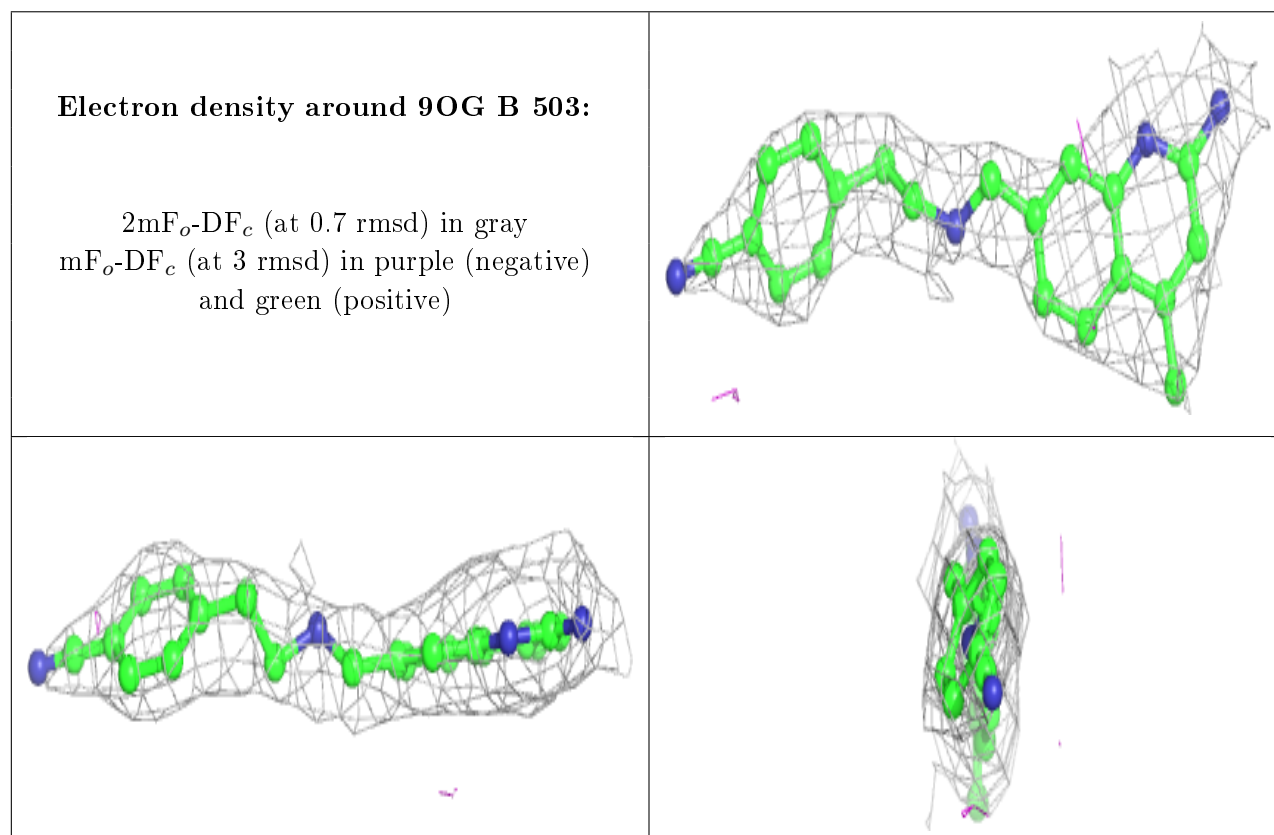 Electron density around 9OG B 503:
2mFₒ-DF𝒸 (at 0.7 rmsd) in gray
mFₒ-DF𝒸 (at 3 rmsd) in purple (negative)
and green (positive)